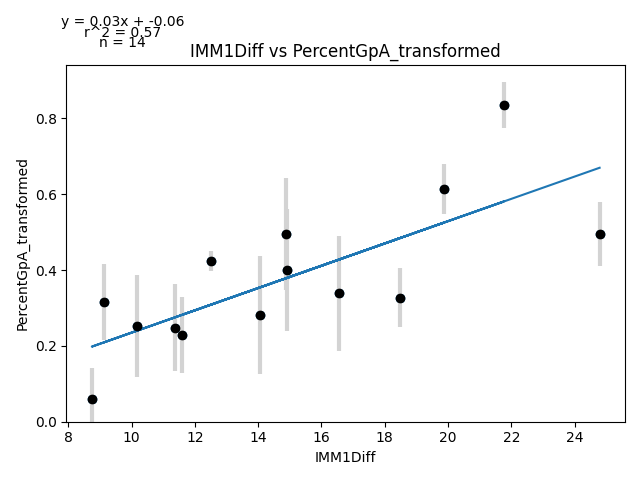 y = 0.03x + -0.06
r^2 = 0.57
n = 14
IMM1Diff vs PercentGpA_transformed
PercentGpA_transformed
0.8
0.6
0.4
0.2
0.0
8 10 12 14 16 18 20 22 24
IMM1Diff